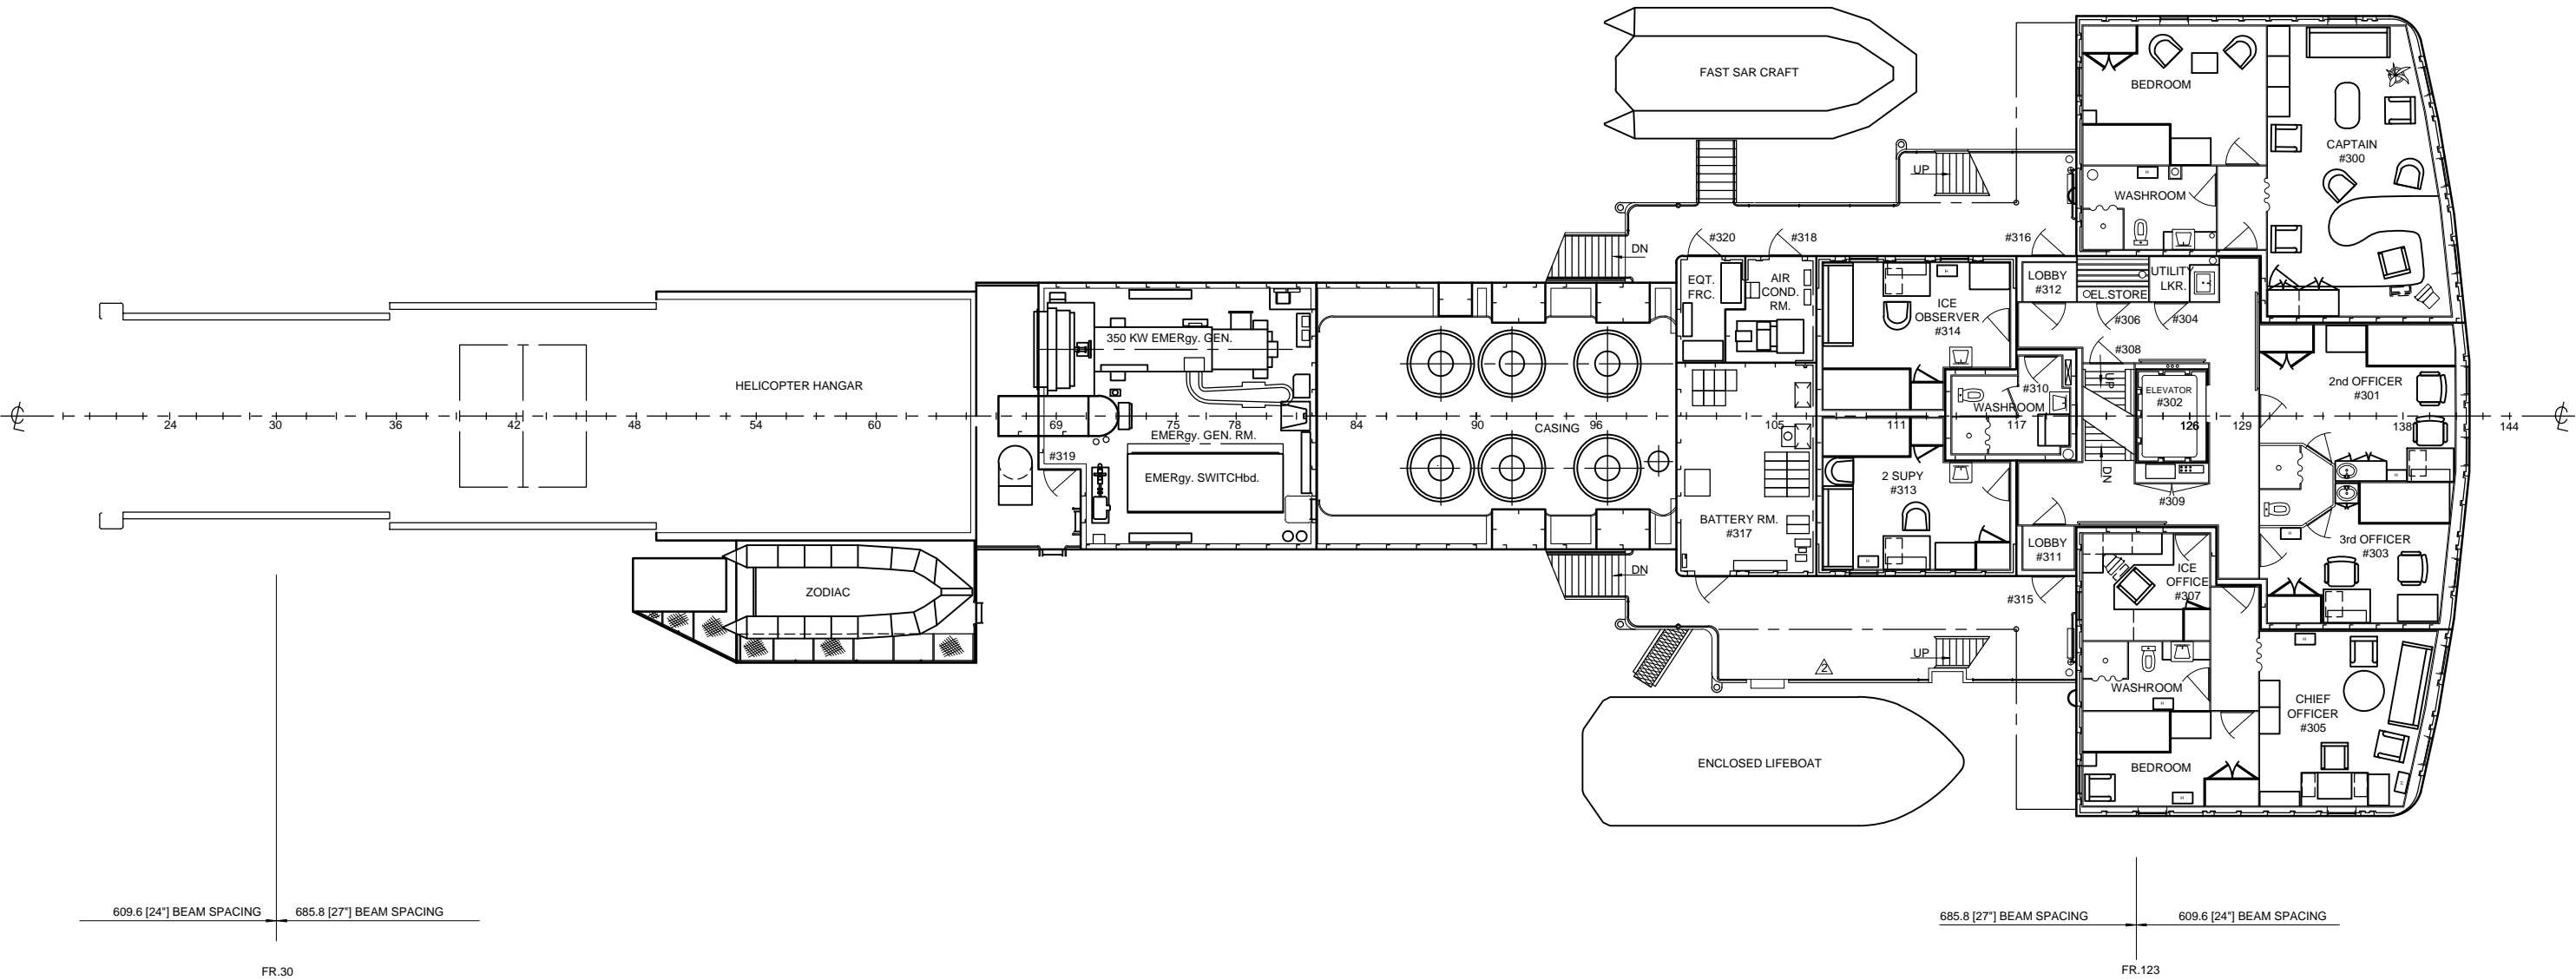 FAST SAR CRAFT
BEDROOM
CAPTAIN
#300
UP
WASHROOM
DN
#320
#318
#316
EQT.
FRC.
AIR
COND.
RM.
ICE
OBSERVER
#314
LOBBY
#312
EL.STORE
UTILITY
LKR.
#306
#304
#308
350 KW EMERgy. GEN.
HELICOPTER HANGAR
UP
#310
WASHROOM
ELEVATOR
#302
2nd OFFICER
#301
24
30
36
42
48
54
60
69
75
78
84
90
96
105
111
117
126
129
138
144
CASING
EMERgy. GEN. RM.
#319
EMERgy. SWITCHbd.
2 SUPY
#313
DN
#309
BATTERY RM.
#317
LOBBY
#311
3rd OFFICER
#303
DN
ICE
OFFICE
#307
#315
ZODIAC
UP
2
WASHROOM
CHIEF
OFFICER
#305
ENCLOSED LIFEBOAT
BEDROOM
609.6 [24"] BEAM SPACING
685.8 [27"] BEAM SPACING
685.8 [27"] BEAM SPACING
609.6 [24"] BEAM SPACING
FR.30
FR.123